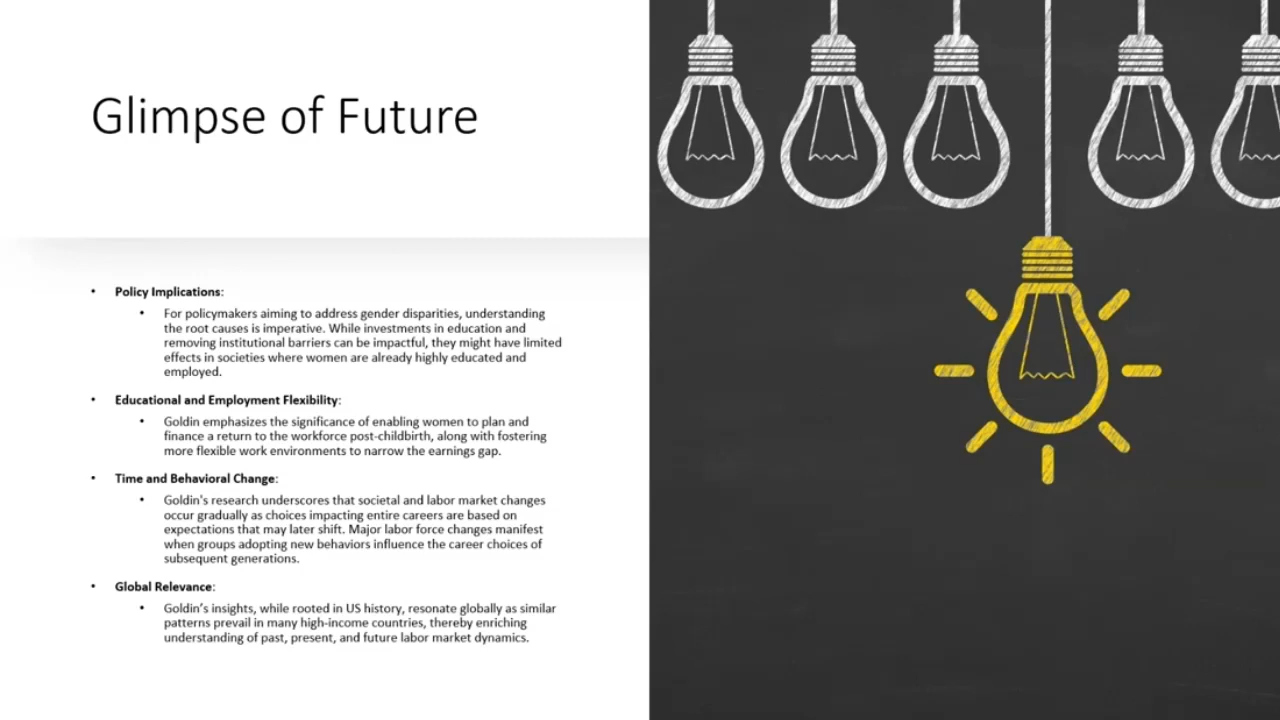 Glimpse of Future
• Policy Implications:
• For policymakers aiming to address gender disparities, understanding
the root causes is imperative. While investments in education and
removing institutional barriers can be impactful, they might have limited
effects in societies where women are already highly educated and
employed.
• Educational and Employment Flexibility:
• Goldin emphasizes the significance of enabling women to plan and
finance a return to the workforce post-childbirth, along with fostering
more flexible work environments to narrow the earnings gap.
• Time and Behavioral Change:
• Goldin's research underscores that societal and labor market changes
occur gradually as choices impacting entire careers are based on
expectations that may later shift. Major labor force changes manifest
when groups adopting new behaviors influence the career choices of
subsequent generations.
• Global Relevance:
• Goldin’s insights, while rooted in US history, resonate globally as similar
patterns prevail in many high-income countries, thereby enriching
understanding of past, present, and future labor market dynamics.